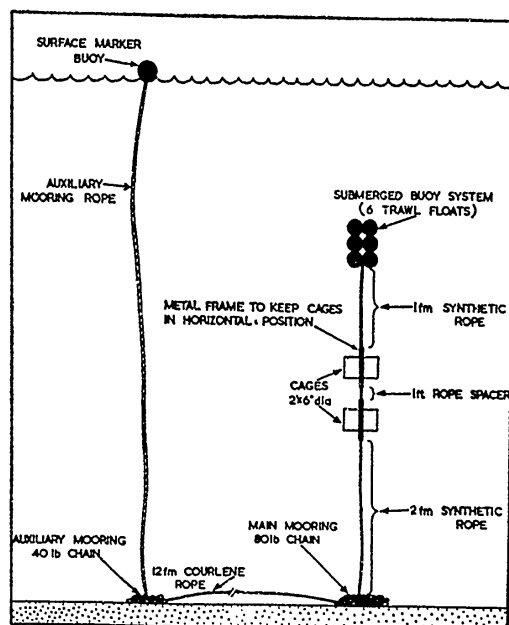 SURFACE MARKER
BUOY
AUXILIARY
MOORING ROPE
SUBMERGED BUOY SYSTEM
(6 TRAWL FLOATS)
METAL FRAME TO KEEP CAGES
IN HORIZONTAL POSITION
1fm SYNTHETIC
ROPE
CAGES
2'x6" dia
1ft ROPE SPACER
2fm SYNTHETIC
ROPE
AUXILIARY MOORING
40 lb CHAIN
12fm COURLENE
ROPE
MAIN MOORING
80lb CHAIN